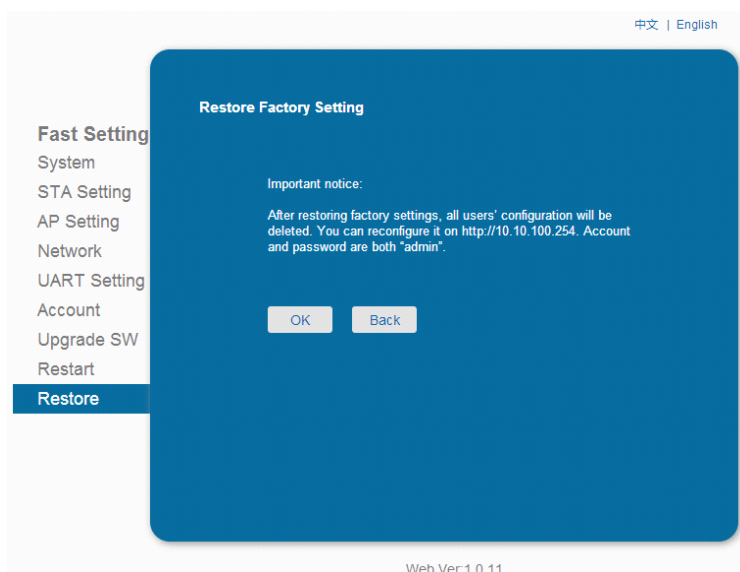 中文 | English
Restore Factory Setting
Fast Setting
System
STA Setting
AP Setting
Network
UART Setting
Account
Upgrade SW
Restart
Restore
Important notice:
After restoring factory settings, all users' configuration will be
deleted. You can reconfigure it on http://10.10.100.254. Account
and password are both "admin".
OK Back
Web Ver:1.0.11